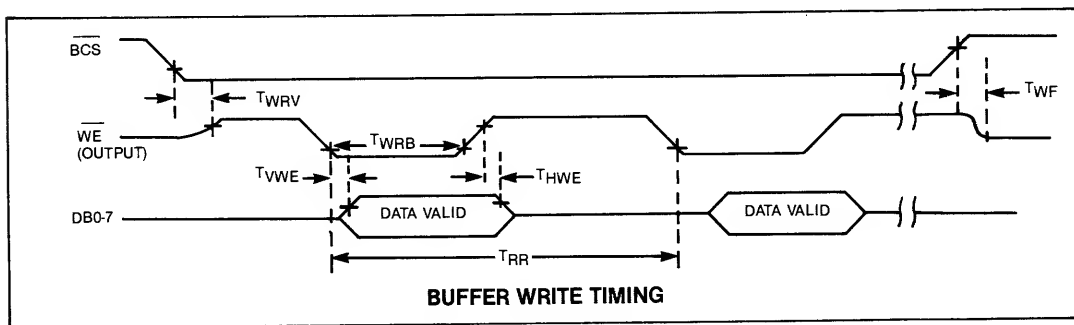 BCS
TWRV
TWF
WE
(OUTPUT)
TWRB
TVWE
THWE
DB0-7
DATA VALID
DATA VALID
TRR
BUFFER WRITE TIMING